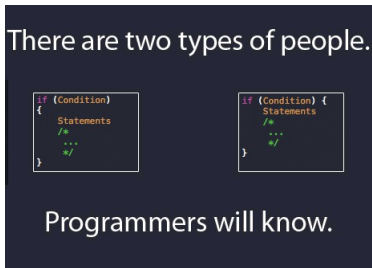 There are two types of people.
if (Condition)
{
Statements
/*
...
*/
}
if (Condition) {
Statements
/*
...
*/
}
Programmers will know.